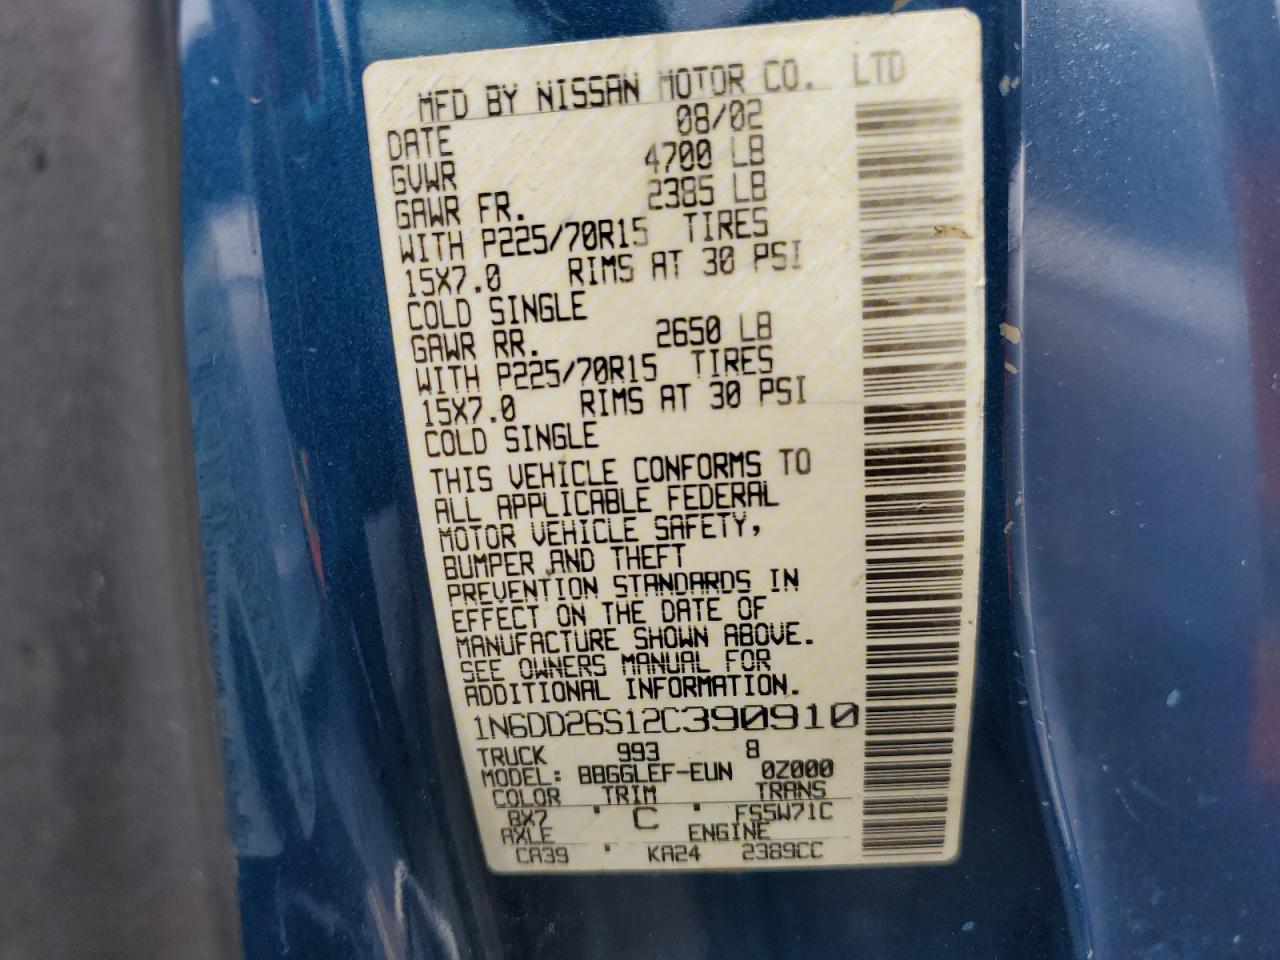 MFD BY NISSAN MOTOR CO. LTD
DATE 08/02
GVWR 4700 LB
GAWR FR. 2385 LB
WITH P225/70R15 TIRES
15X7.0 RIMS AT 30 PSI
COLD SINGLE
GAWR RR. 2650 LB
WITH P225/70R15 TIRES
15X7.0 RIMS AT 30 PSI
COLD SINGLE
THIS VEHICLE CONFORMS TO
ALL APPLICABLE FEDERAL
MOTOR VEHICLE SAFETY,
BUMPER AND THEFT
PREVENTION STANDARDS IN
EFFECT ON THE DATE OF
MANUFACTURE SHOWN ABOVE.
SEE OWNERS MANUAL FOR
ADDITIONAL INFORMATION.
1N6DD26S12C390910
TRUCK 993 8
MODEL: BBGGLEF-EUN 0Z000
COLOR TRIM TRANS
BX7 ' C ' FS5W71C
AXLE ENGINE
CA39 ' KA24 2389CC